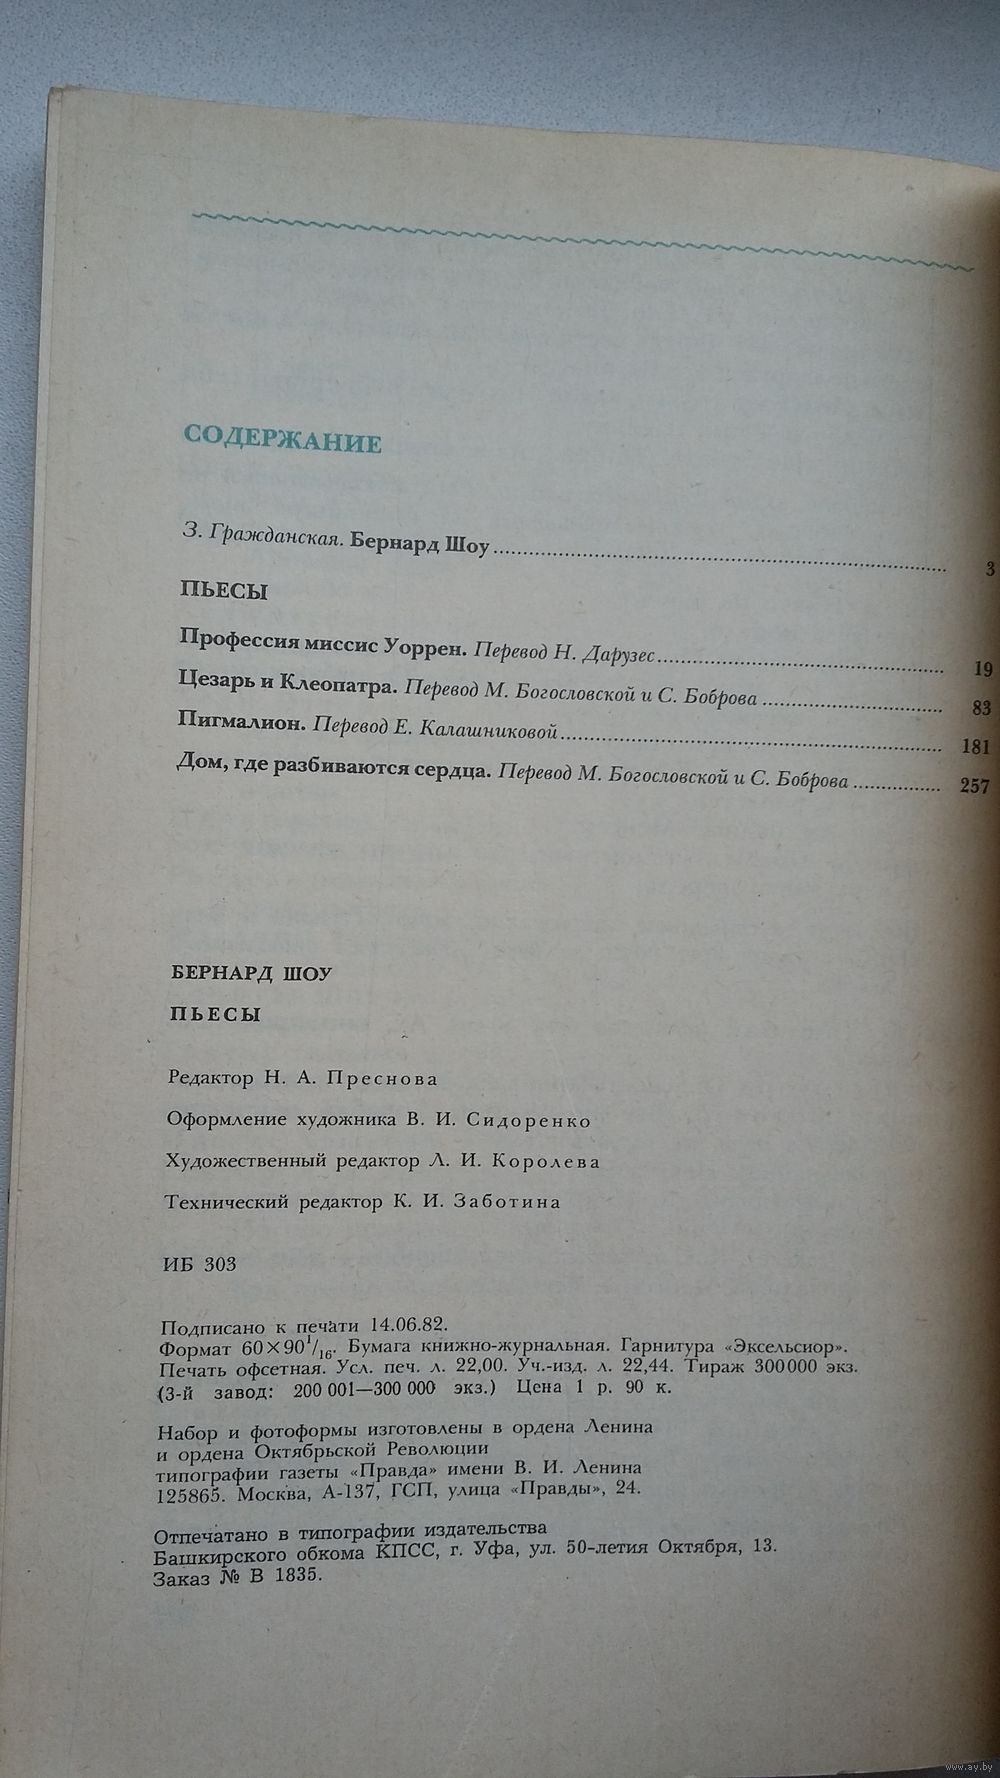 СОДЕРЖАНИЕ
З. Гражданская. Бернард Шоу ..... 3
ПЬЕСЫ
Профессия миссис Уоррен. Перевод Н. Дарузес ..... 19
Цезарь и Клеопатра. Перевод М. Богословской и С. Боброва ..... 83
Пигмалион. Перевод Е. Калашниковой ..... 181
Дом, где разбиваются сердца. Перевод М. Богословской и С. Боброва ..... 257
БЕРНАРД ШОУ
ПЬЕСЫ
Редактор Н. А. Преснова
Оформление художника В. И. Сидоренко
Художественный редактор Л. И. Королева
Технический редактор К. И. Заботина
ИБ 303
Подписано к печати 14.06.82.
Формат 60×90 1/16. Бумага книжно-журнальная. Гарнитура «Эксельсиор».
Печать офсетная. Усл. печ. л. 22,00. Уч.-изд. л. 22,44. Тираж 300 000 экз.
(3-й завод: 200 001—300 000 экз.) Цена 1 р. 90 к.
Набор и фотоформы изготовлены в ордена Ленина
и ордена Октябрьской Революции
типографии газеты «Правда» имени В. И. Ленина
125865. Москва, А-137, ГСП, улица «Правды», 24.
Отпечатано в типографии издательства
Башкирского обкома КПСС, г. Уфа, ул. 50-летия Октября, 13.
Заказ № В 1835.
www.ay.by